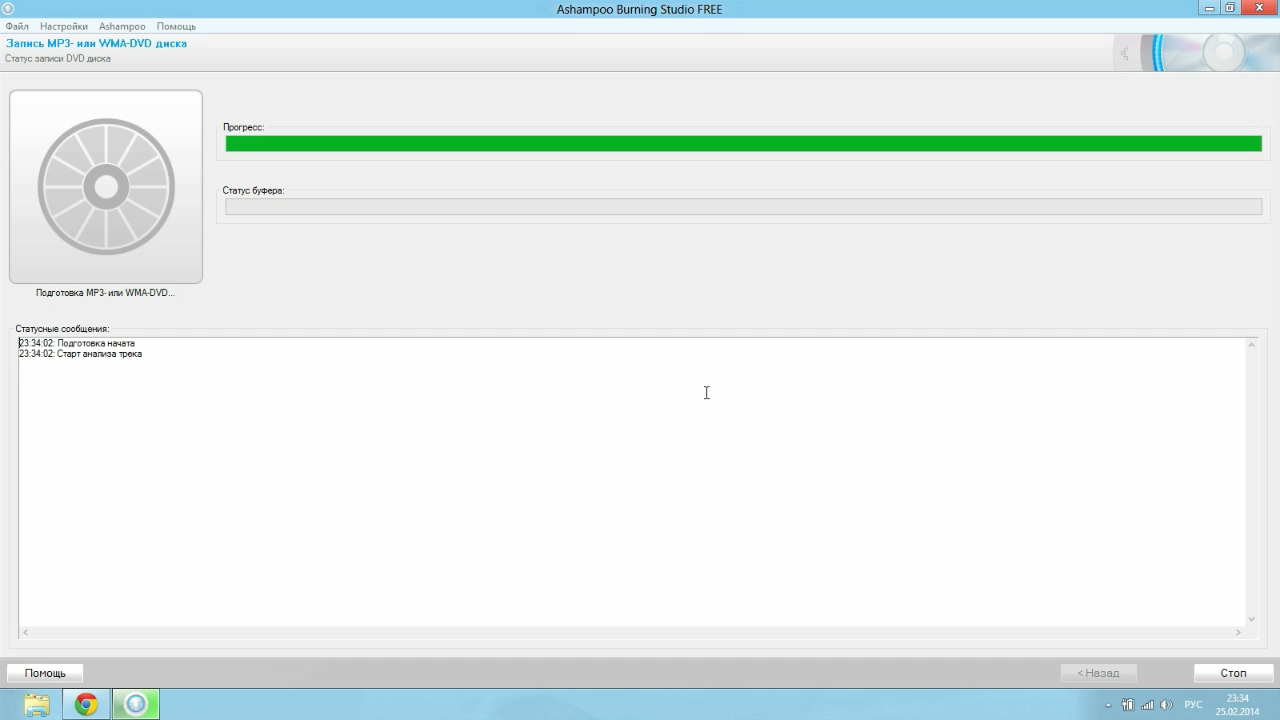 Ashampoo Burning Studio FREE
Файл Настройки Ashampoo Помощь
Запись MP3- или WMA-DVD диска
Статус записи DVD диска
Прогресс:
Статус буфера:
Подготовка MP3- или WMA-DVD...
Статусные сообщения:
23:34:02: Подготовка начата
23:34:02: Старт анализа трека
Помощь
< Назад
Стоп
РУС
23:34
25.02.2014